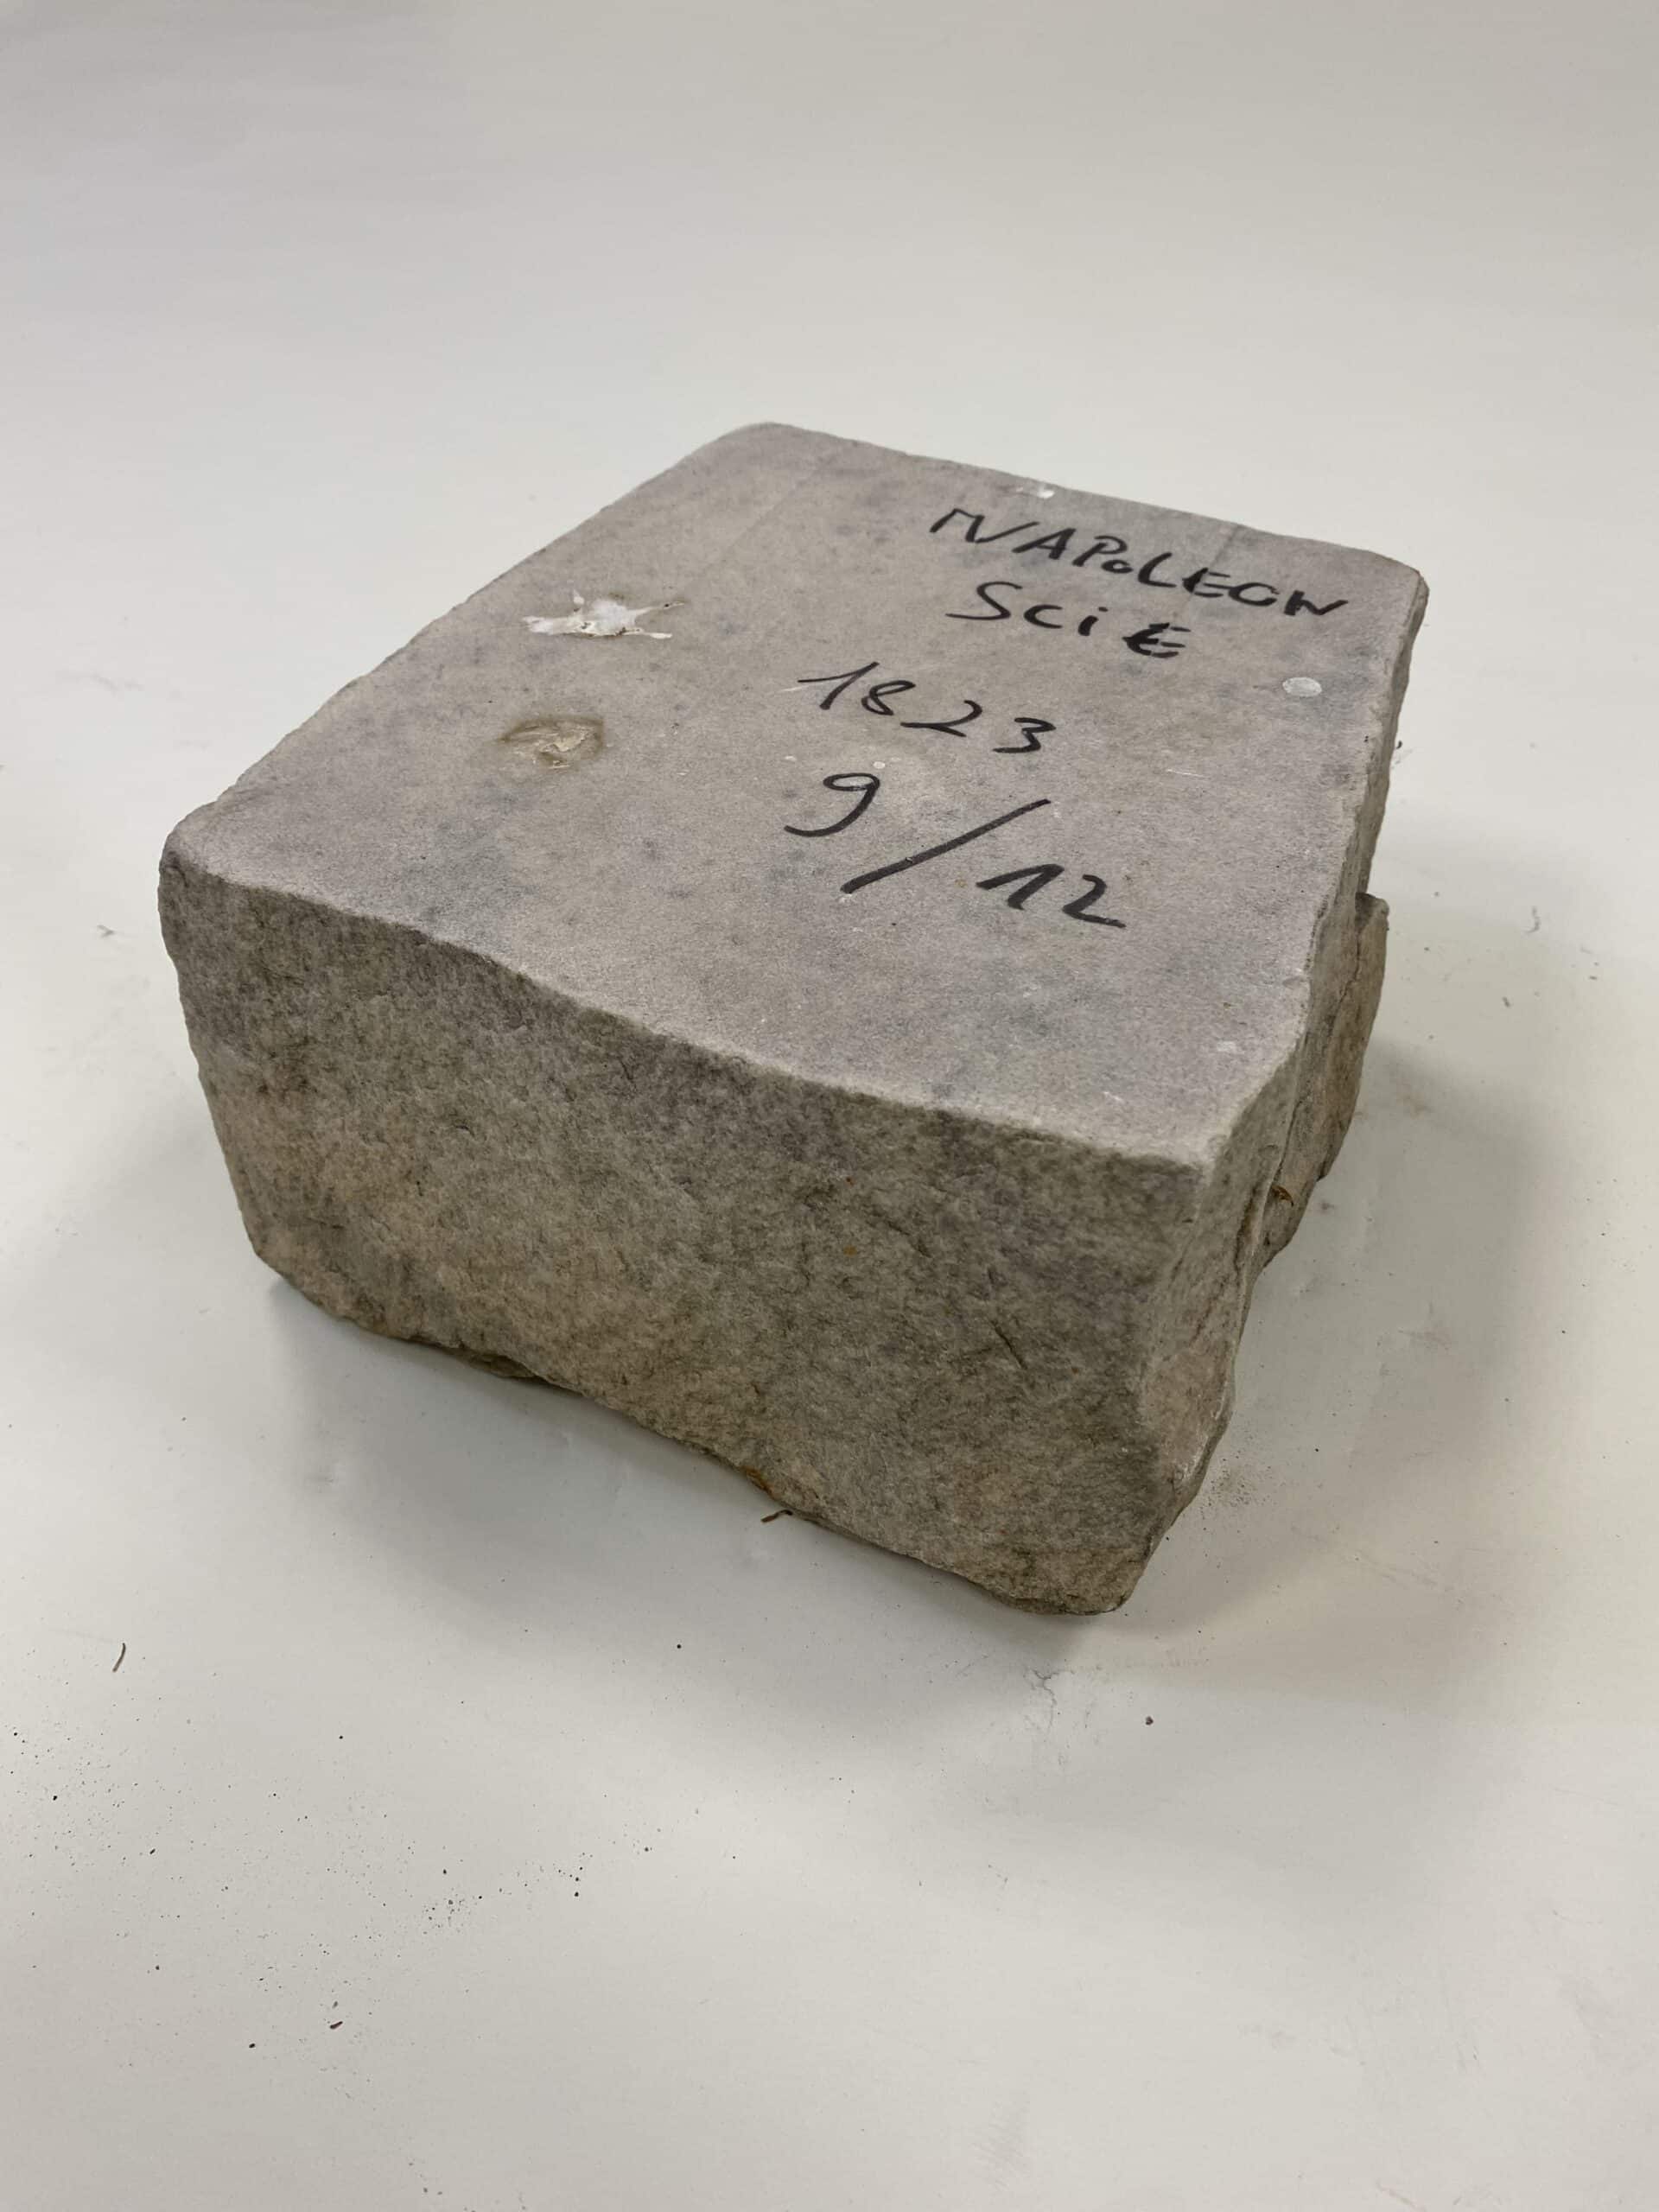 NAPOLEON
SCiE
1823
9/12